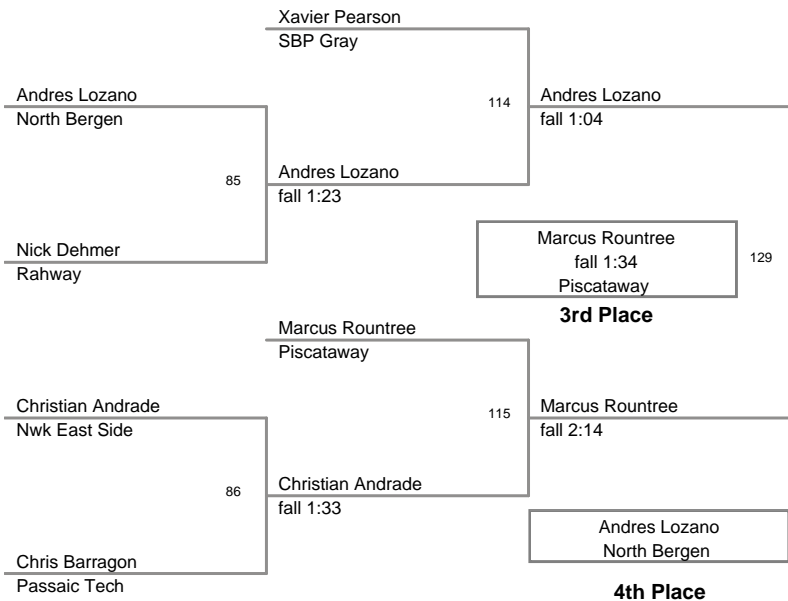 Xavier Pearson
SBP Gray
Andres Lozano
North Bergen
114
Andres Lozano
fall 1:04
85
Andres Lozano
fall 1:23
Nick Dehmer
Rahway
Marcus Rountree
fall 1:34
Piscataway
129
3rd Place
Marcus Rountree
Piscataway
Christian Andrade
Nwk East Side
115
Marcus Rountree
fall 2:14
86
Christian Andrade
fall 1:33
Andres Lozano
North Bergen
Chris Barragon
Passaic Tech
4th Place